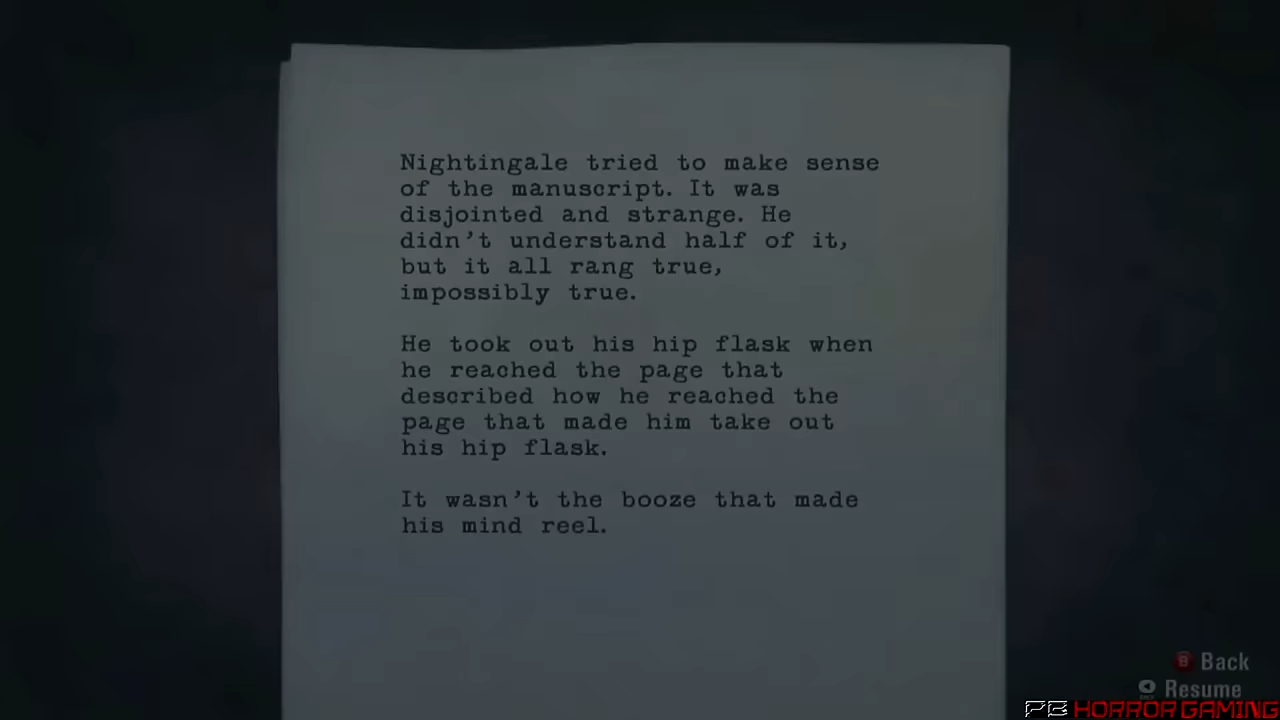 Nightingale tried to make sense
of the manuscript. It was
disjointed and strange. He
didn't understand half of it,
but it all rang true,
impossibly true.
He took out his hip flask when
he reached the page that
described how he reached the
page that made him take out
his hip flask.
It wasn't the booze that made
his mind reel.
B Back
Resume
HORROR GAMING